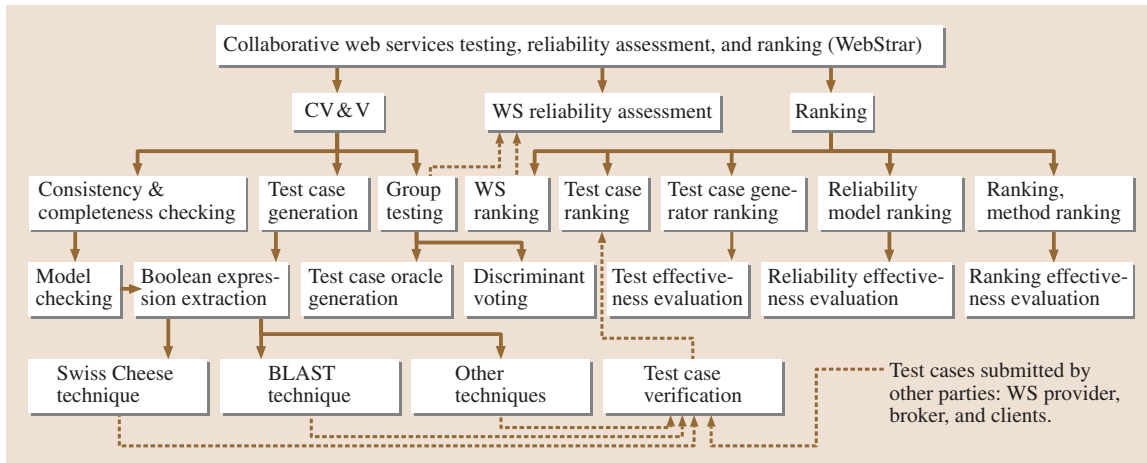 Collaborative web services testing, reliability assessment, and ranking (WebStrar)
CV & V
WS reliability assessment
Ranking
Consistency &
completeness checking
Test case
generation
Group
testing
WS
ranking
Test case
ranking
Test case gene-
rator ranking
Reliability
model ranking
Ranking,
method ranking
Model
checking
Boolean expres-
sion extraction
Test case oracle
generation
Discriminant
voting
Test effective-
ness evaluation
Reliability effective-
ness evaluation
Ranking effective-
ness evaluation
Swiss Cheese
technique
BLAST
technique
Other
techniques
Test case
verification
Test cases submitted by
other parties: WS provider,
broker, and clients.